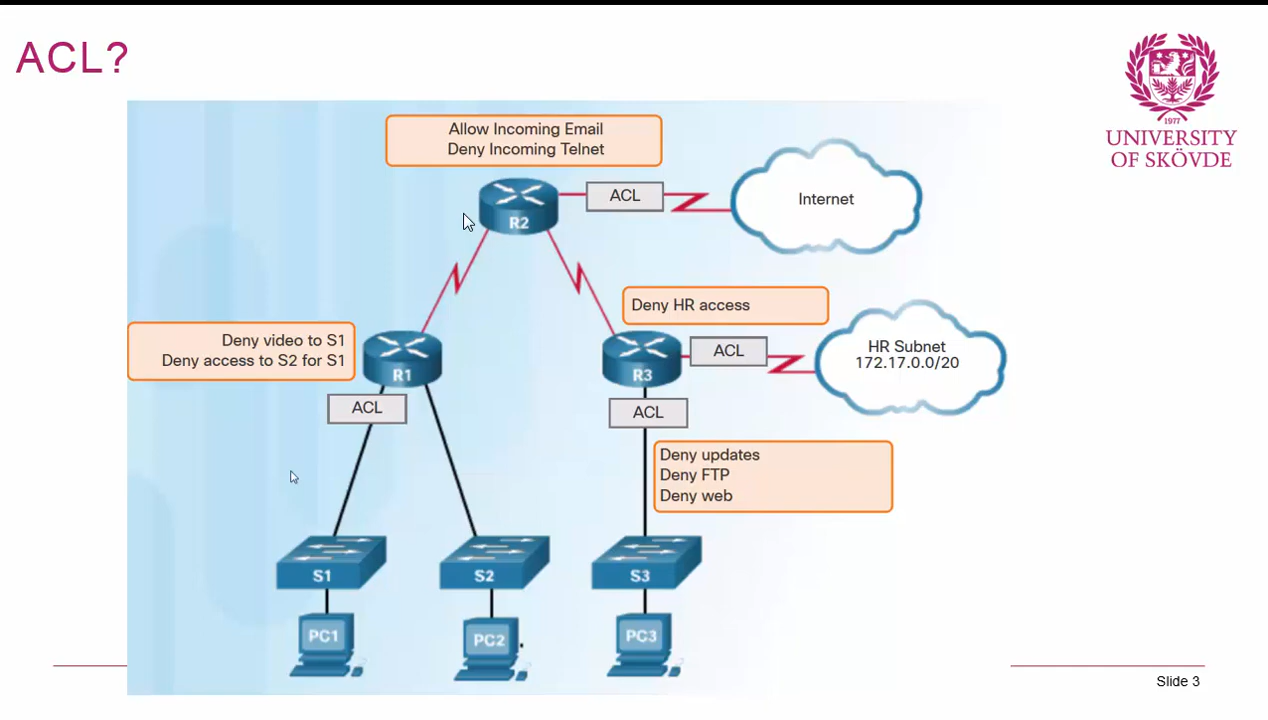 ACL?
1977
UNIVERSITY
OF SKÖVDE
Allow Incoming Email
Deny Incoming Telnet
ACL
Internet
R2
Deny HR access
Deny video to S1
Deny access to S2 for S1
R1
ACL
R3
ACL
HR Subnet
172.17.0.0/20
ACL
Deny updates
Deny FTP
Deny web
S1
S2
S3
PC1
PC2
PC3
Slide 3